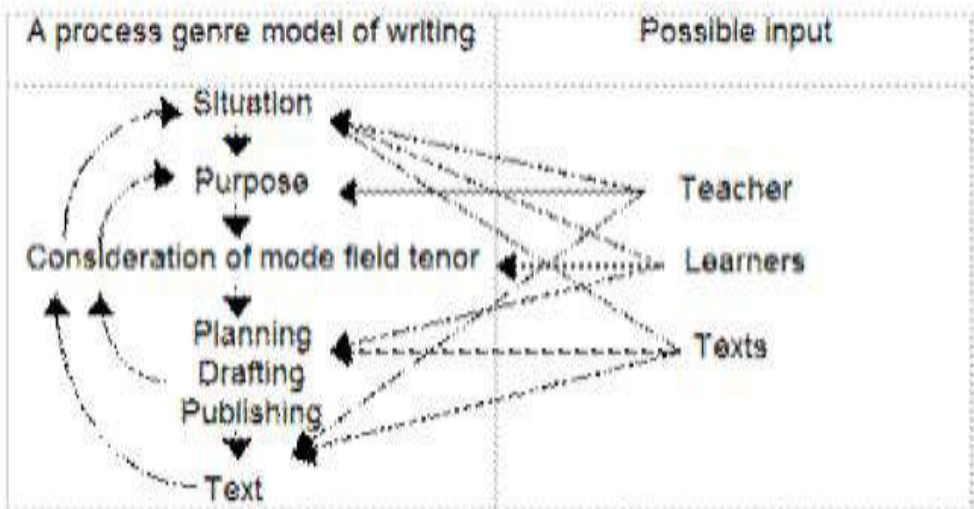 A process genre model of writing
Possible input
Situation
Purpose
Teacher
Consideration of mode field tenor
Learners
Planning
Texts
Drafting
Publishing
Text